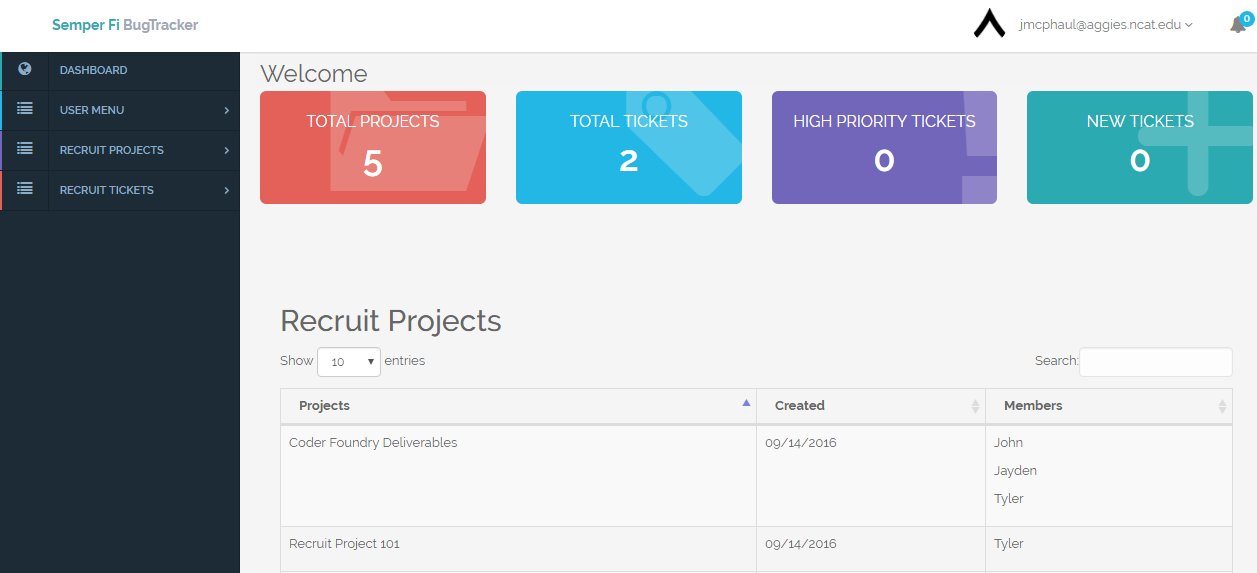 Semper Fi BugTracker
jmcphaul@aggies.ncat.edu
0
DASHBOARD
USER MENU
RECRUIT PROJECTS
RECRUIT TICKETS
Welcome
TOTAL PROJECTS
5
TOTAL TICKETS
2
HIGH PRIORITY TICKETS
0
NEW TICKETS
0
Recruit Projects
Show 10 entries
Search:
Projects Created Members
Coder Foundry Deliverables 09/14/2016 John
Jayden
Tyler
Recruit Project 101 09/14/2016 Tyler